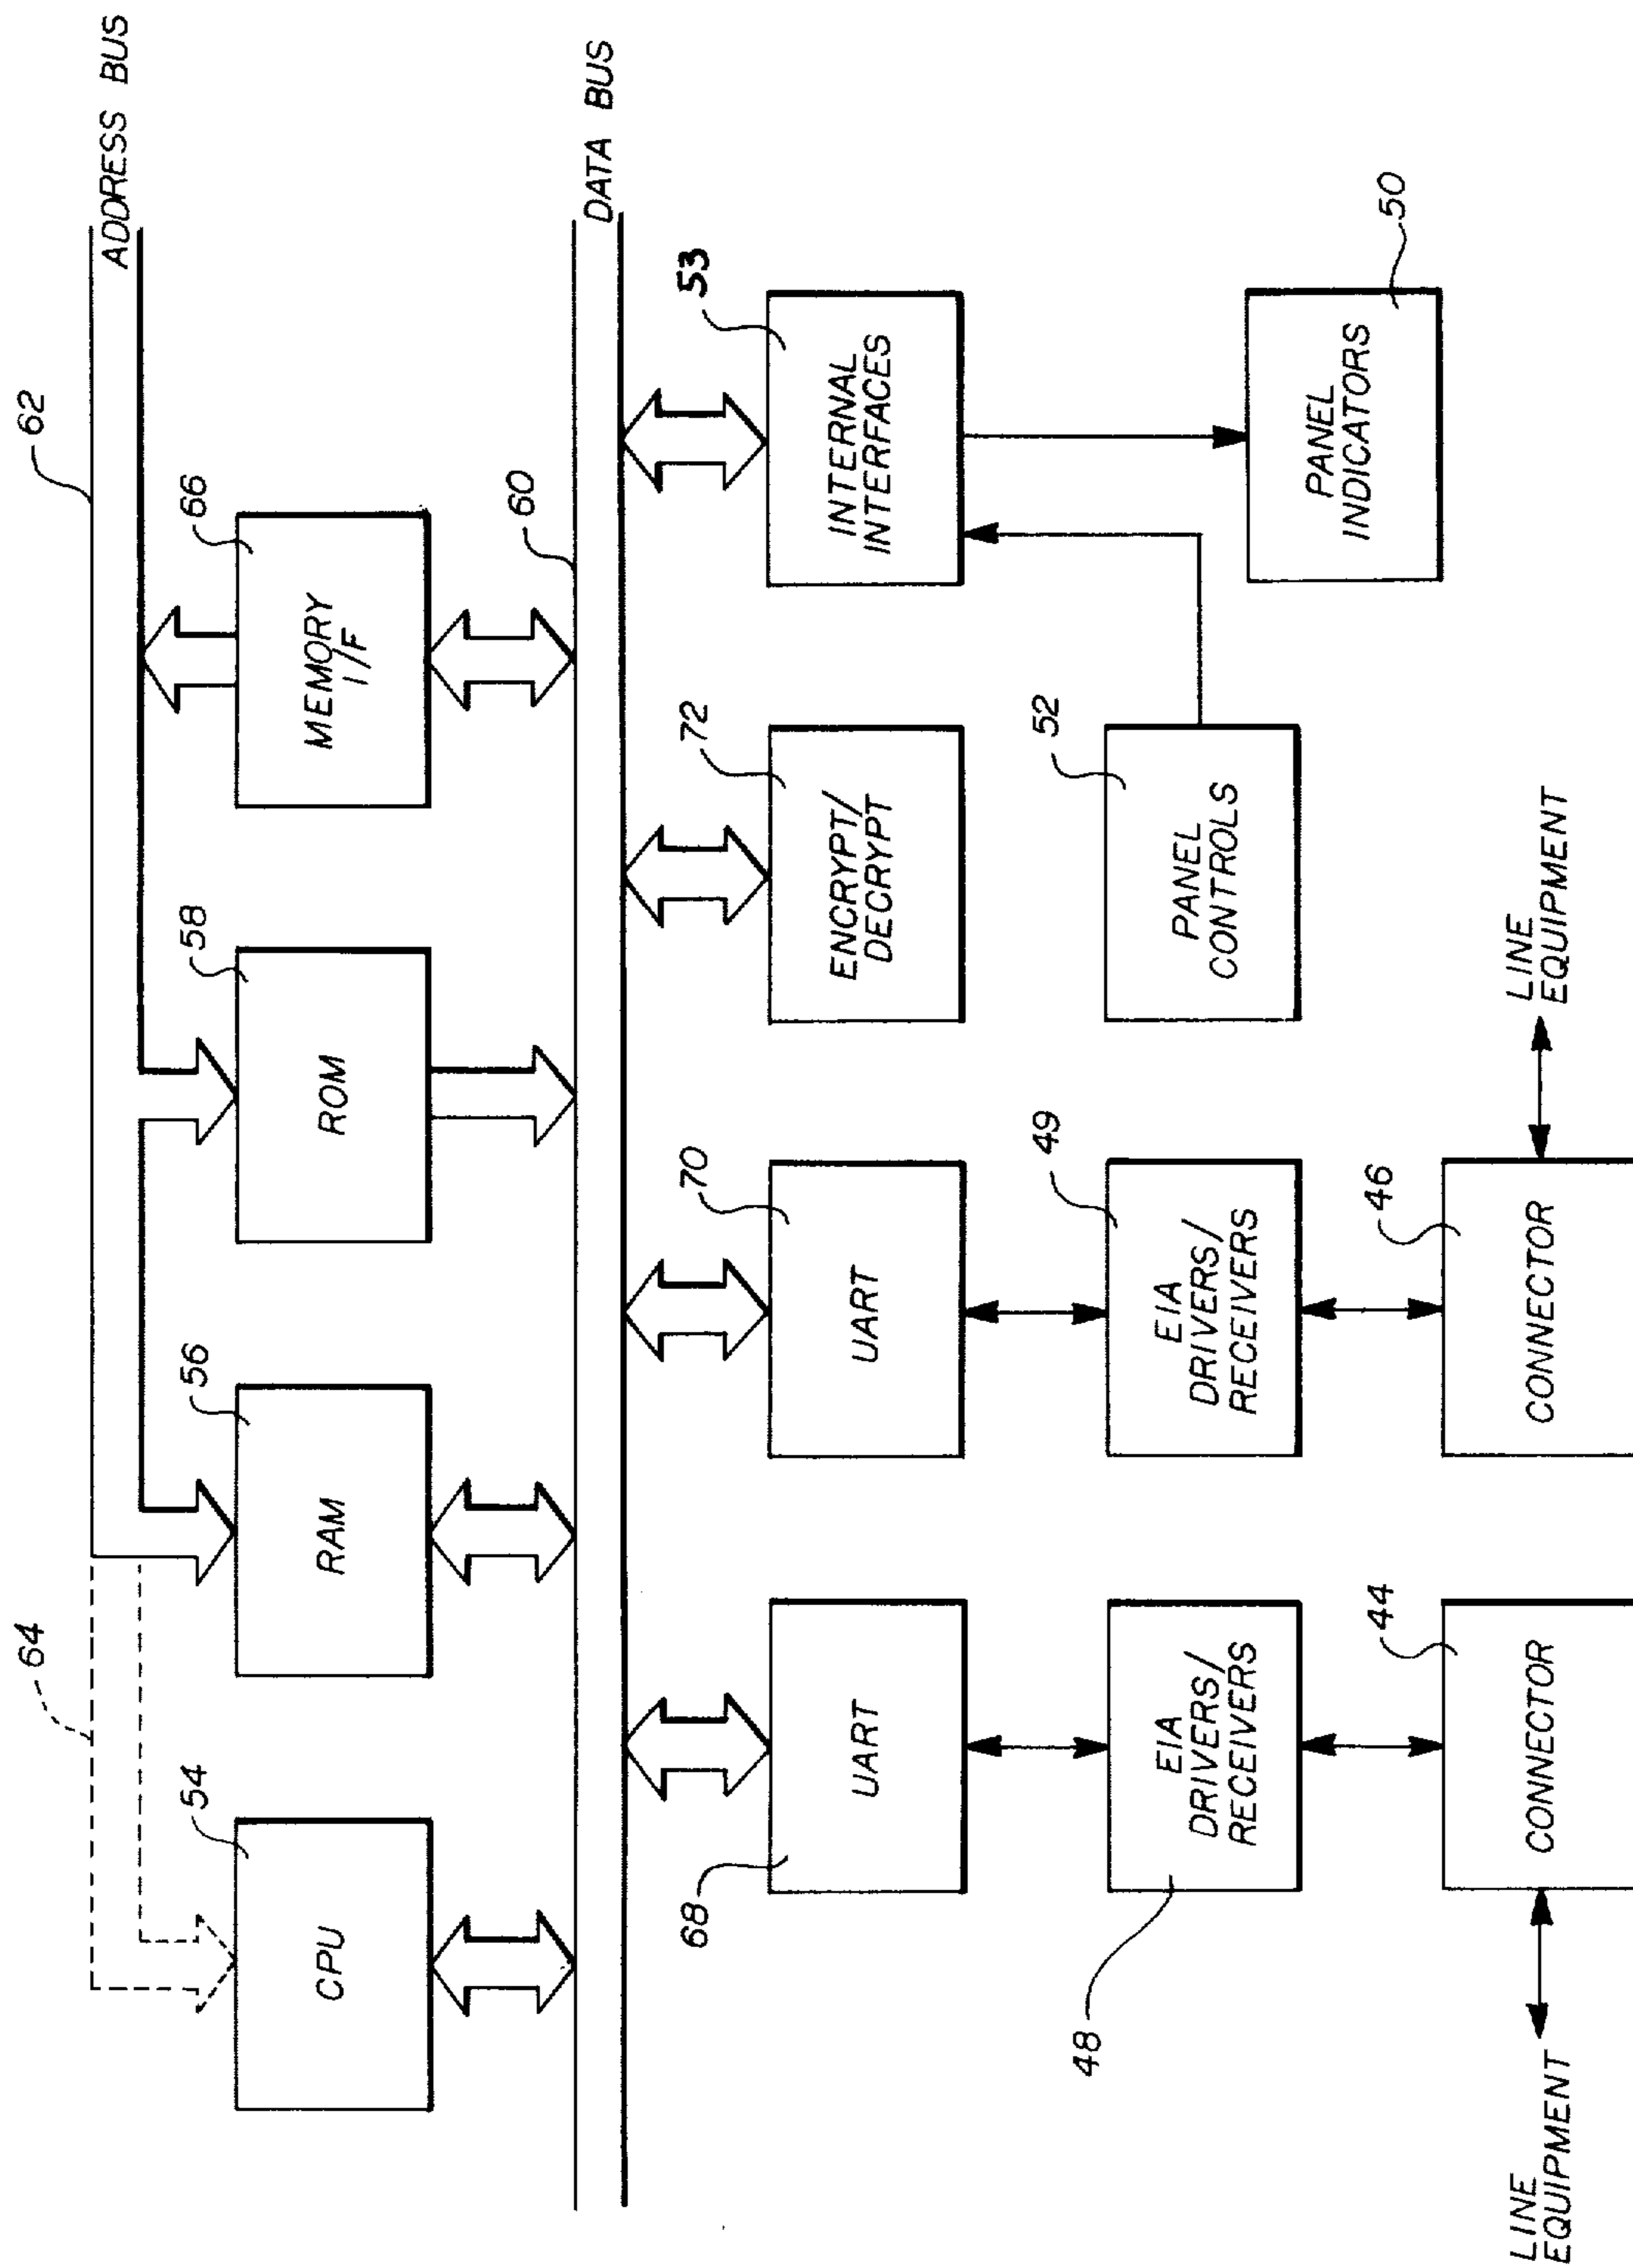 62
ADDRESS BUS
64
54
CPU
56
RAM
58
ROM
66
MEMORY
I/F
60
DATA BUS
68
UART
70
UART
72
ENCRYPT/
DECRYPT
53
INTERNAL
INTERFACES
48
EIA
DRIVERS/
RECEIVERS
49
EIA
DRIVERS/
RECEIVERS
52
PANEL
CONTROLS
50
PANEL
INDICATORS
LINE
EQUIPMENT
44
CONNECTOR
46
CONNECTOR
LINE
EQUIPMENT